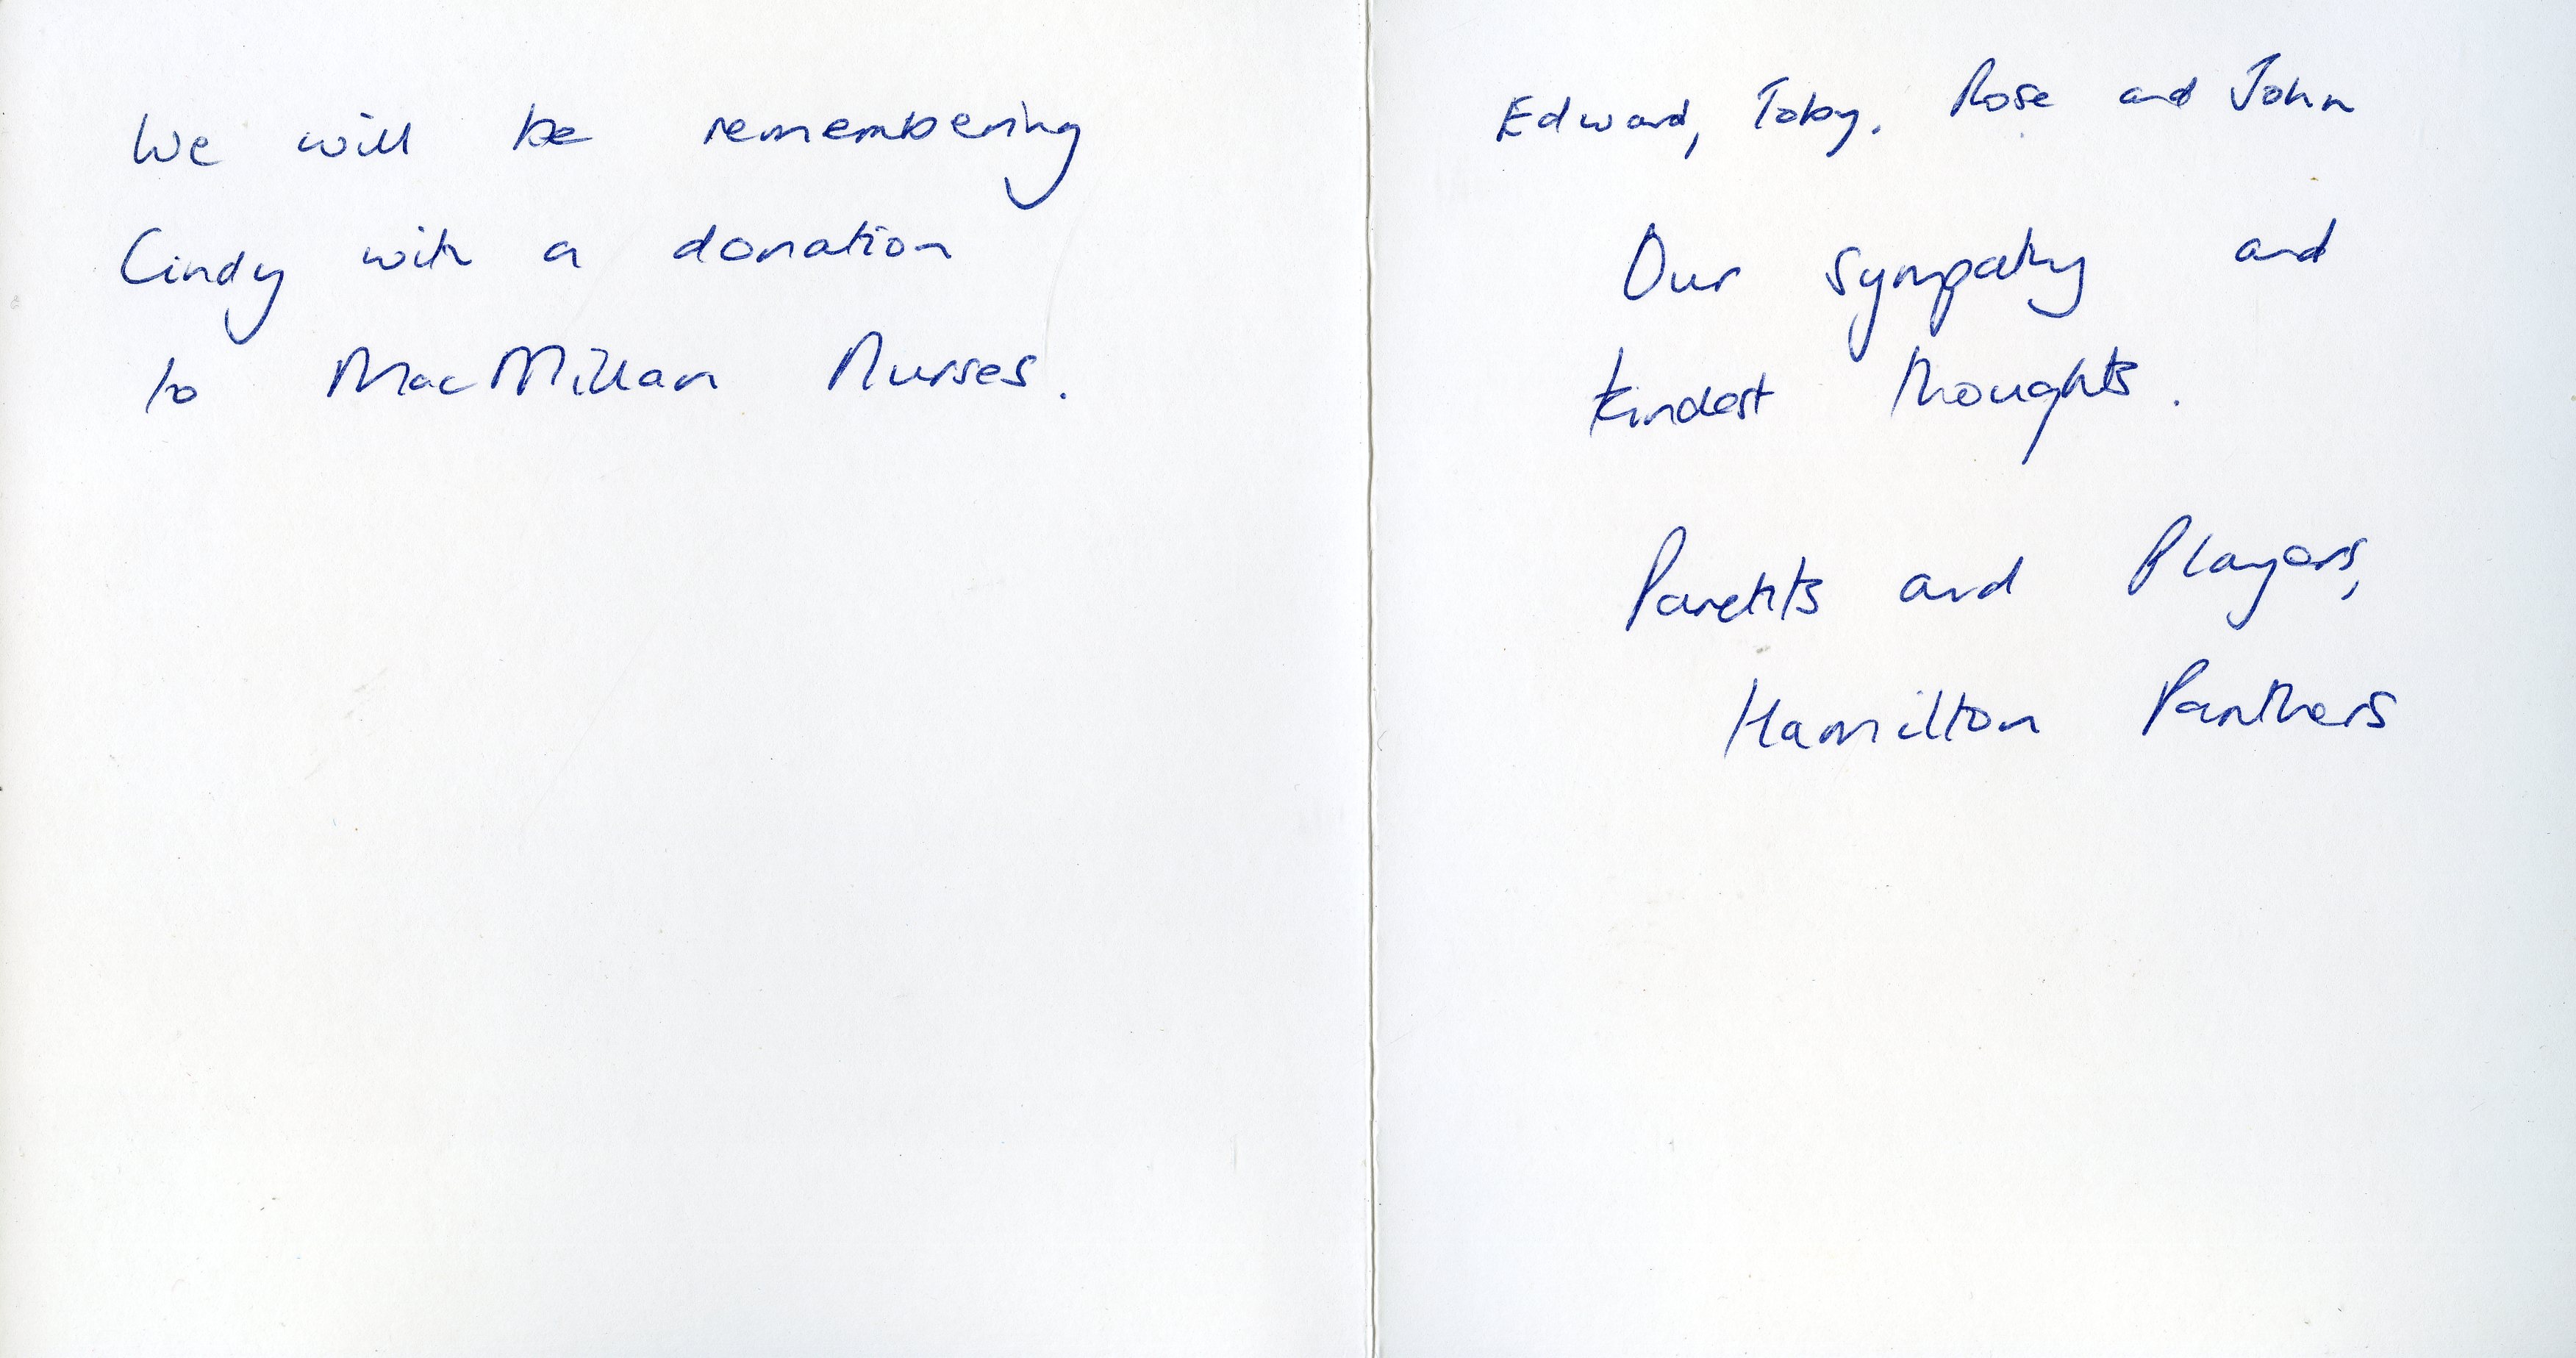 We will be remembering
Cindy with a donation
to MacMillan Nurses.
Edward, Toby, Rose and John
Our sympathy and
kindest thoughts.
Parents and Players,
Hamilton Panthers